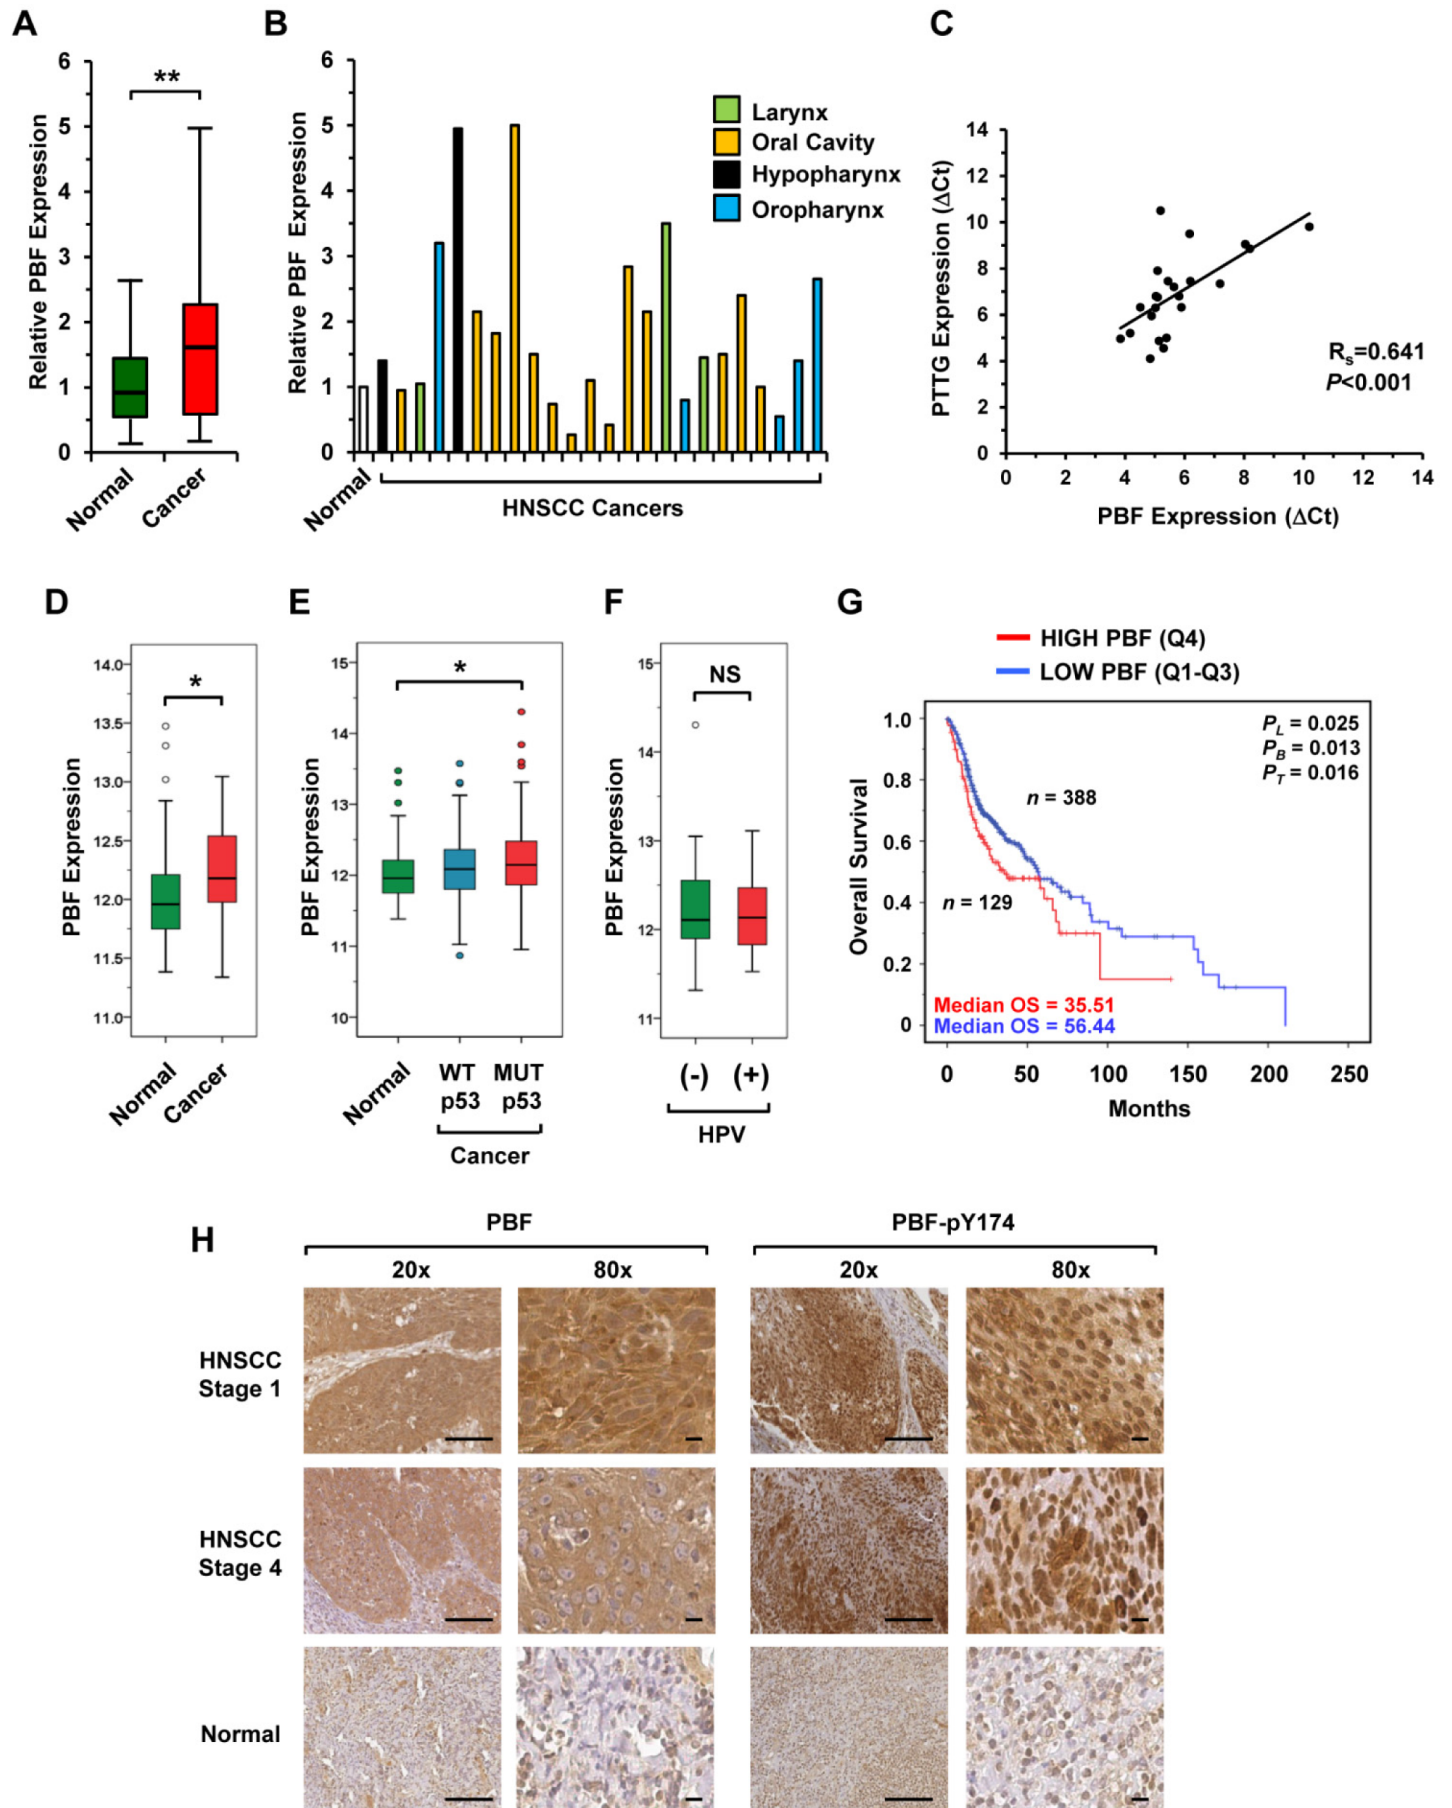 A
Relative PBF Expression
6
5
4
3
2
1
0
**
Normal
Cancer
B
Relative PBF Expression
6
5
4
3
2
1
0
Larynx
Oral Cavity
Hypopharynx
Oropharynx
Normal
HNSCC Cancers
C
PTTG Expression (ΔCt)
14
12
10
8
6
4
2
0
Rs=0.641
P<0.001
0 2 4 6 8 10 12 14
PBF Expression (ΔCt)
D
PBF Expression
14.0
13.5
13.0
12.5
12.0
11.5
11.0
*
Normal
Cancer
E
PBF Expression
15
14
13
12
11
10
*
Normal
WT p53
MUT p53
Cancer
F
PBF Expression
15
14
13
12
11
NS
(-) (+)
HPV
G
HIGH PBF (Q4)
LOW PBF (Q1-Q3)
Overall Survival
1.0
0.8
0.6
0.4
0.2
0
PL = 0.025
PB = 0.013
PT = 0.016
n = 388
n = 129
Median OS = 35.51
Median OS = 56.44
0 50 100 150 200 250
Months
H
PBF
PBF-pY174
20x 80x 20x 80x
HNSCC
Stage 1
HNSCC
Stage 4
Normal